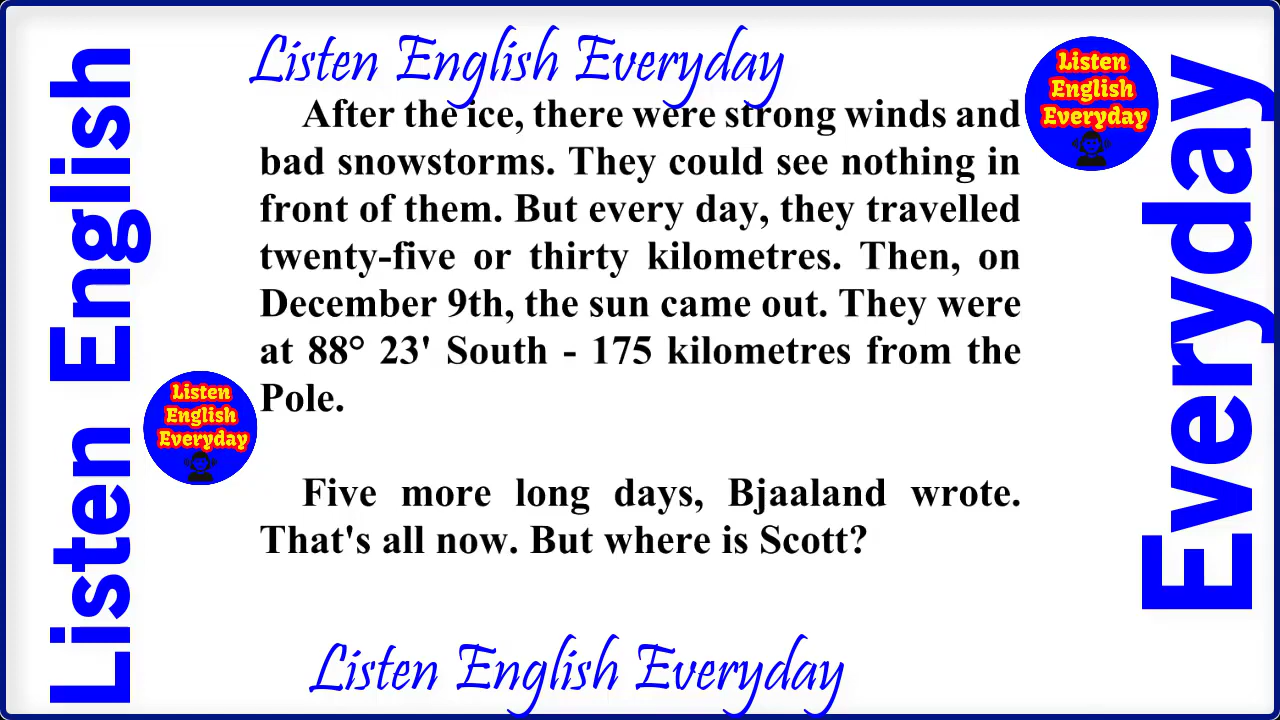 Listen English Everyday
After the ice, there were strong winds and
bad snowstorms. They could see nothing in
front of them. But every day, they travelled
twenty-five or thirty kilometres. Then, on
December 9th, the sun came out. They were
at 88° 23' South - 175 kilometres from the
Pole.
Five more long days, Bjaaland wrote.
That's all now. But where is Scott?
Listen English Everyday
Listen English
Everyday
Listen
English
Everyday
Listen
English
Everyday